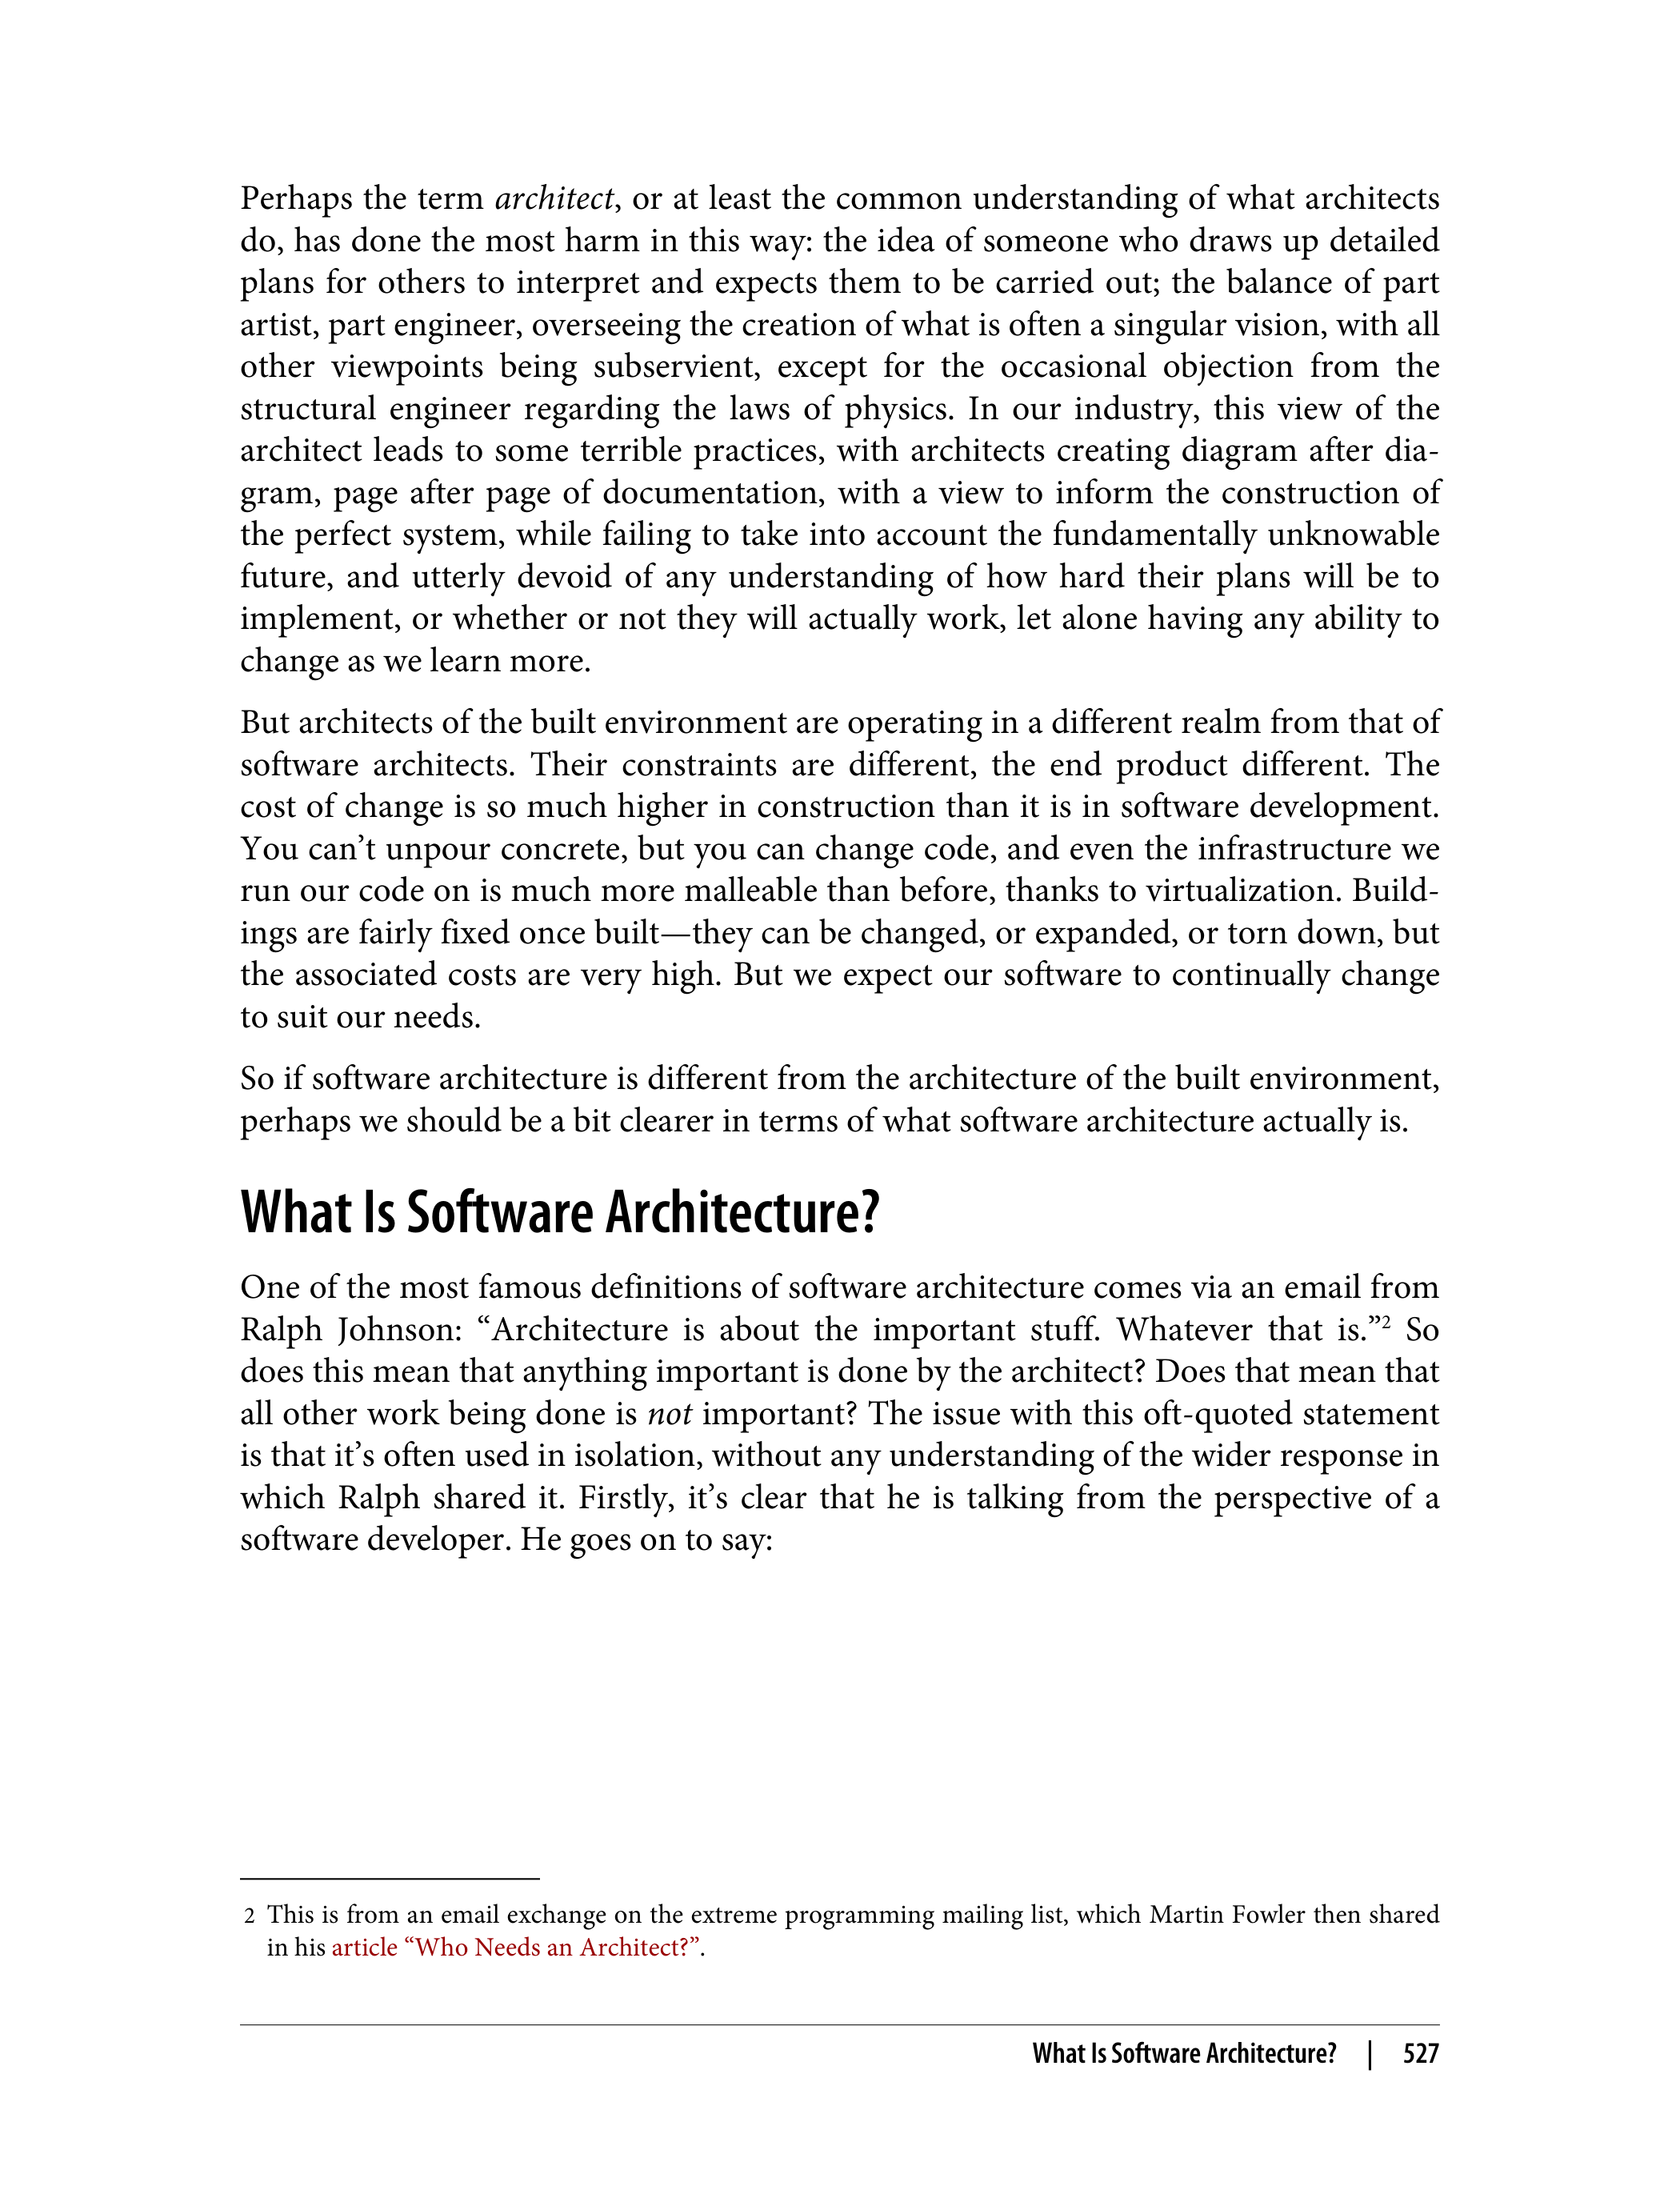 Perhaps the term architect, or at least the common understanding of what architects
do, has done the most harm in this way: the idea of someone who draws up detailed
plans for others to interpret and expects them to be carried out; the balance of part
artist, part engineer, overseeing the creation of what is often a singular vision, with all
other viewpoints being subservient, except for the occasional objection from the
structural engineer regarding the laws of physics. In our industry, this view of the
architect leads to some terrible practices, with architects creating diagram after dia-
gram, page after page of documentation, with a view to inform the construction of
the perfect system, while failing to take into account the fundamentally unknowable
future, and utterly devoid of any understanding of how hard their plans will be to
implement, or whether or not they will actually work, let alone having any ability to
change as we learn more.
But architects of the built environment are operating in a different realm from that of
software architects. Their constraints are different, the end product different. The
cost of change is so much higher in construction than it is in software development.
You can’t unpour concrete, but you can change code, and even the infrastructure we
run our code on is much more malleable than before, thanks to virtualization. Build-
ings are fairly fixed once built—they can be changed, or expanded, or torn down, but
the associated costs are very high. But we expect our software to continually change
to suit our needs.
So if software architecture is different from the architecture of the built environment,
perhaps we should be a bit clearer in terms of what software architecture actually is.
What Is Software Architecture?
One of the most famous definitions of software architecture comes via an email from
Ralph Johnson: “Architecture is about the important stuff. Whatever that is.”2 So
does this mean that anything important is done by the architect? Does that mean that
all other work being done is not important? The issue with this oft-quoted statement
is that it’s often used in isolation, without any understanding of the wider response in
which Ralph shared it. Firstly, it’s clear that he is talking from the perspective of a
software developer. He goes on to say:
2 This is from an email exchange on the extreme programming mailing list, which Martin Fowler then shared
in his article “Who Needs an Architect?”.
What Is Software Architecture? | 527